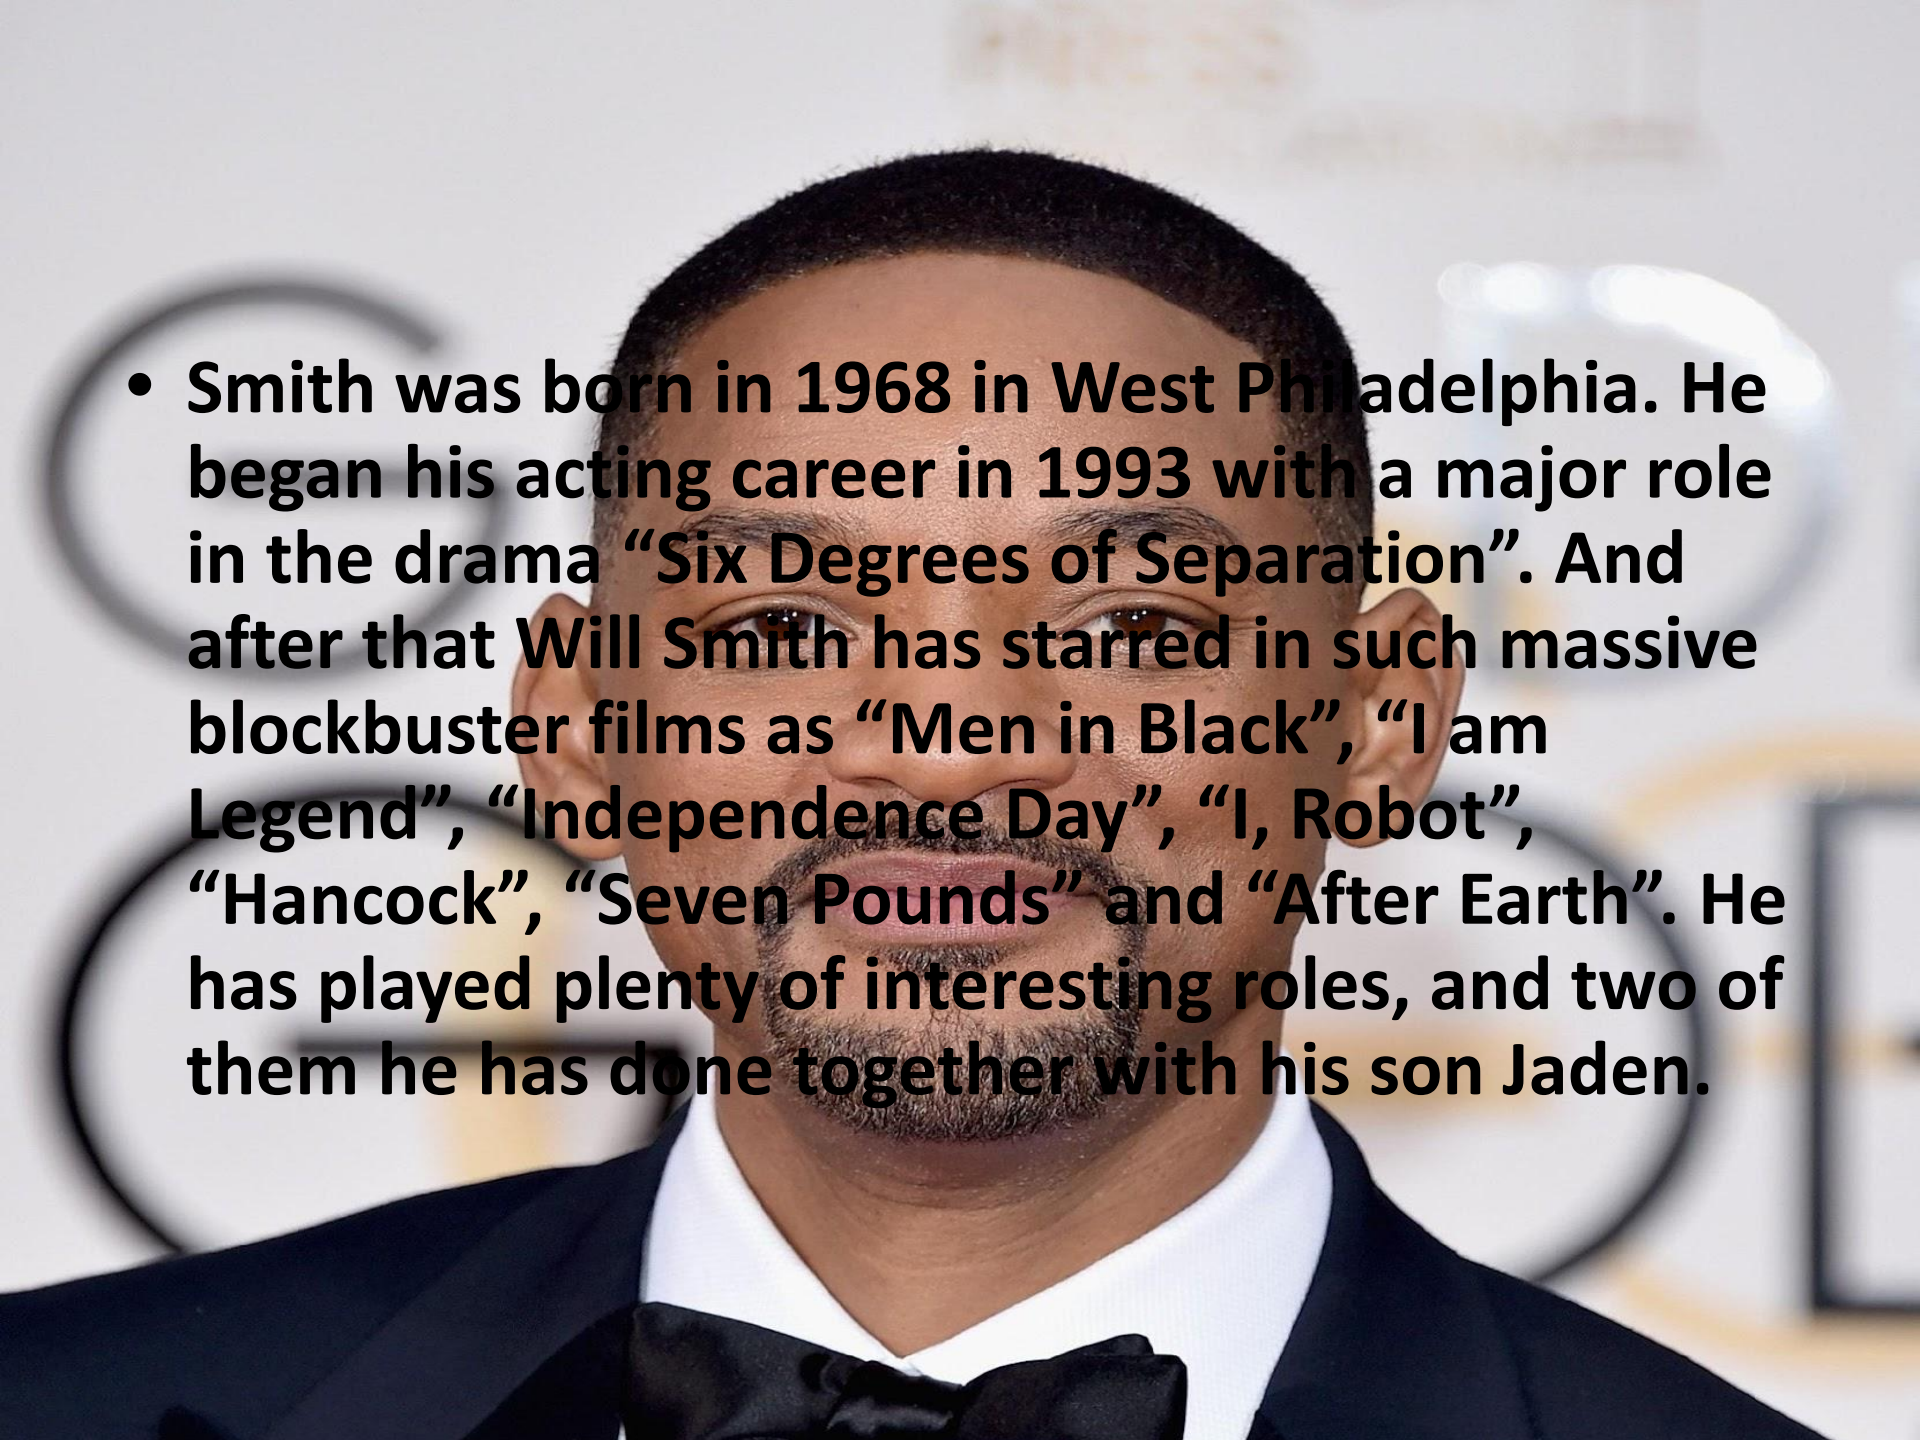 PRESS
G D
• Smith was born in 1968 in West Philadelphia. He
began his acting career in 1993 with a major role
in the drama “Six Degrees of Separation”. And
after that Will Smith has starred in such massive
blockbuster films as “Men in Black”, “I am
Legend”, “Independence Day”, “I, Robot”,
“Hancock”, “Seven Pounds” and “After Earth”. He
has played plenty of interesting roles, and two of
them he has done together with his son Jaden.